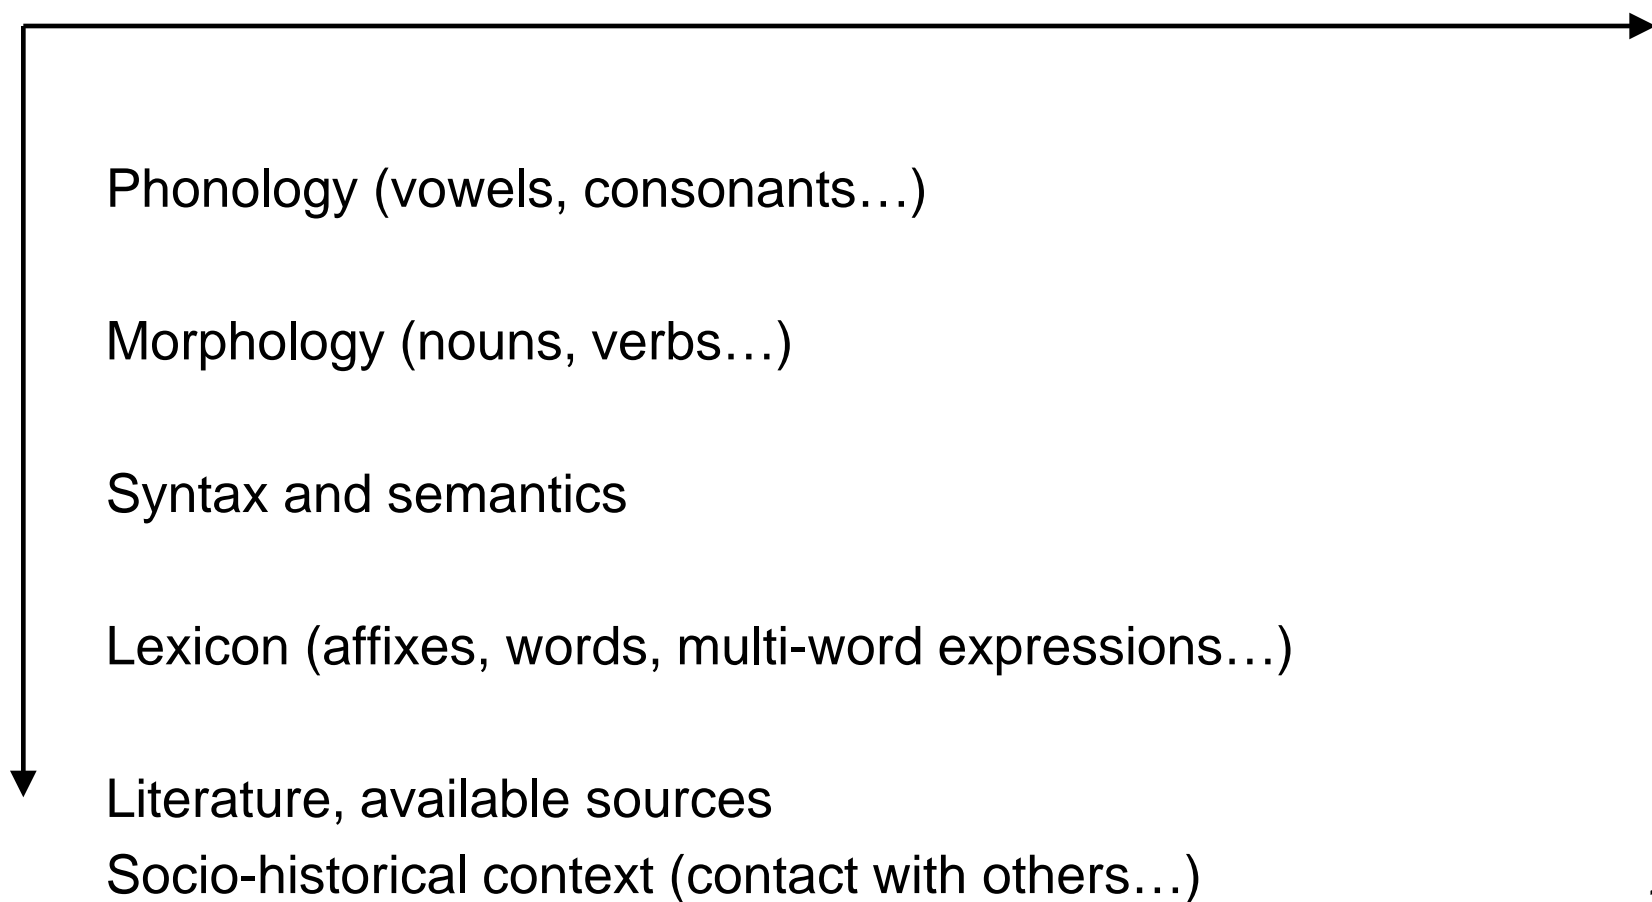 Phonology (vowels, consonants…)
Morphology (nouns, verbs…)
Syntax and semantics
Lexicon (affixes, words, multi-word expressions…)
Literature, available sources
Socio-historical context (contact with others…)